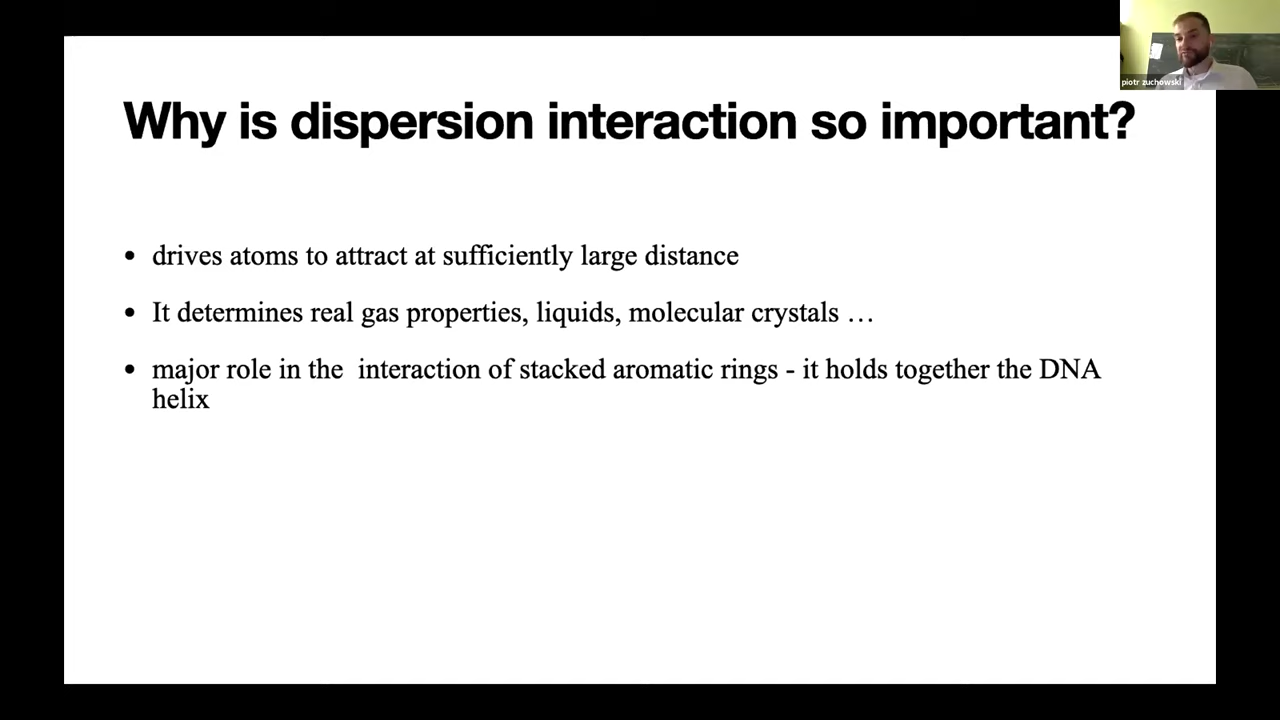 piotr zuchowski
Why is dispersion interaction so important?
• drives atoms to attract at sufficiently large distance
• It determines real gas properties, liquids, molecular crystals …
• major role in the  interaction of stacked aromatic rings - it holds together the DNA
helix